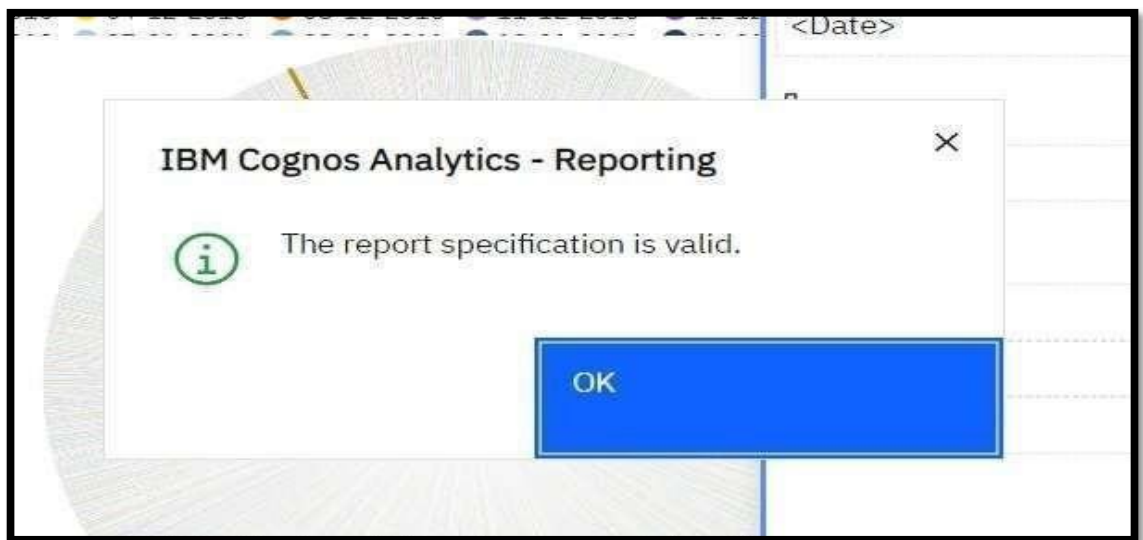 <Date>
IBM Cognos Analytics - Reporting
The report specification is valid.
OK